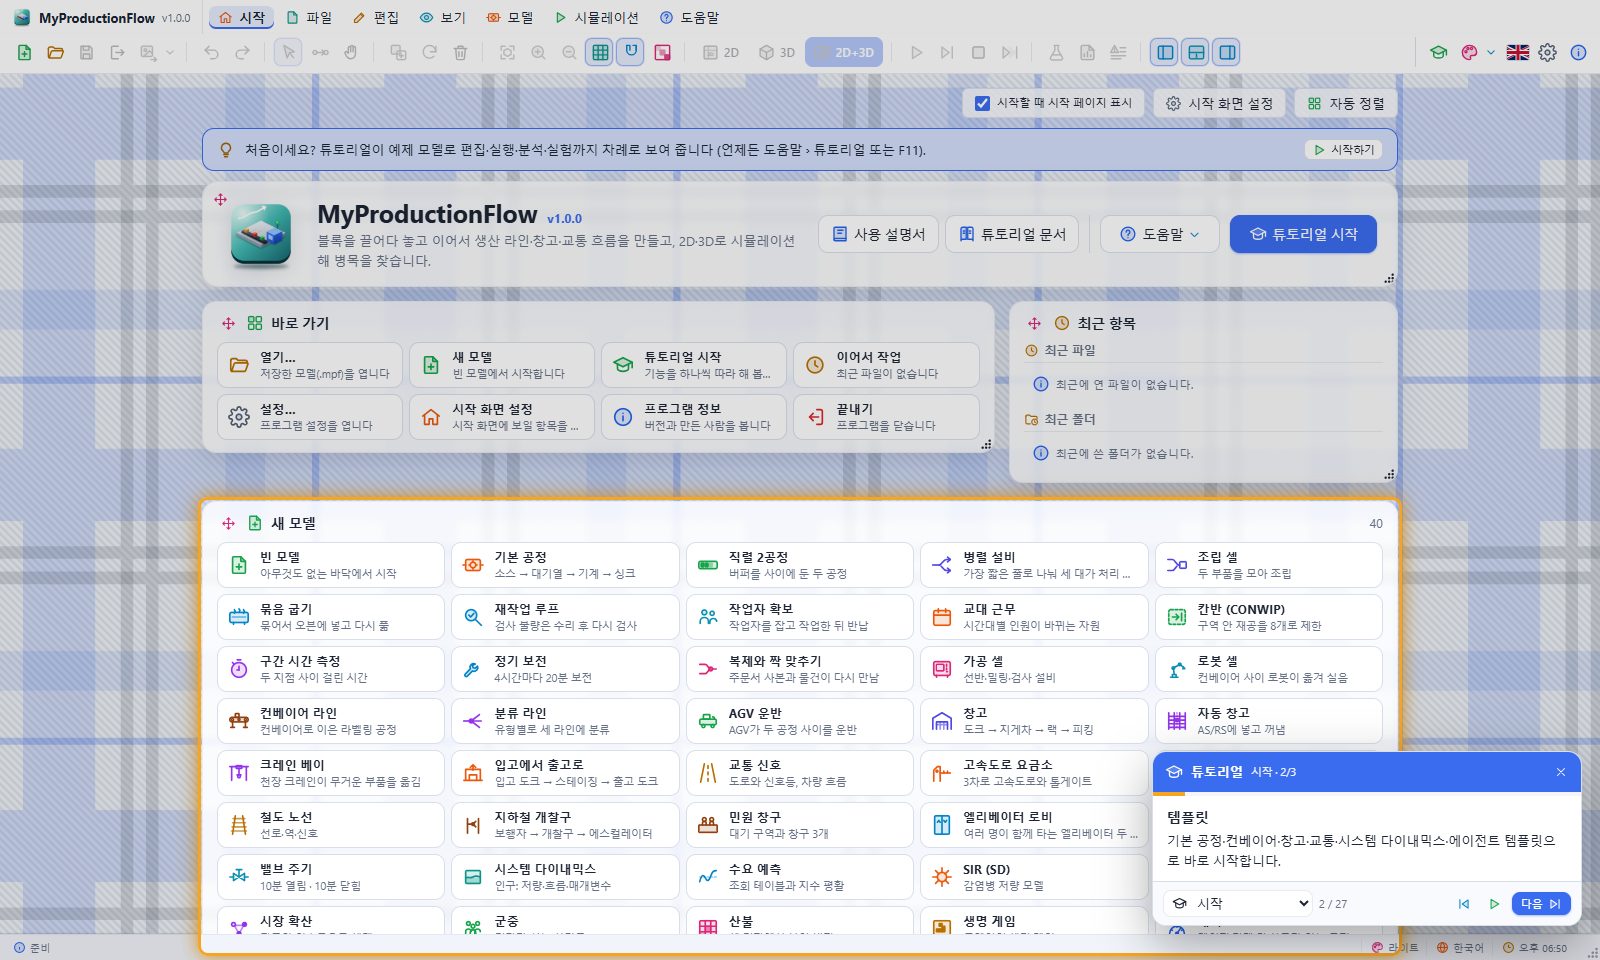 MyProductionFlow v1.0.0
시작
파일
편집
보기
모델
시뮬레이션
도움말
2D
3D
2D+3D
시작할 때 시작 페이지 표시
시작 화면 설정
자동 정렬
처음이세요? 튜토리얼이 예제 모델로 편집·실행·분석·실험까지 차례로 보여 줍니다 (언제든 도움말 › 튜토리얼 또는 F11).
시작하기
MyProductionFlow v1.0.0
블록을 끌어다 놓고 이어서 생산 라인·창고·교통 흐름을 만들고, 2D·3D로 시뮬레이션
해 병목을 찾습니다.
사용 설명서
튜토리얼 문서
도움말
튜토리얼 시작
바로 가기
열기...
저장한 모델(.mpf)을 엽니다
새 모델
빈 모델에서 시작합니다
튜토리얼 시작
기능을 하나씩 따라 해 봅...
이어서 작업
최근 파일이 없습니다
설정...
프로그램 설정을 엽니다
시작 화면 설정
시작 화면에 보일 항목을 ...
프로그램 정보
버전과 만든 사람을 봅니다
끝내기
프로그램을 닫습니다
최근 항목
최근 파일
최근에 연 파일이 없습니다.
최근 폴더
최근에 쓴 폴더가 없습니다.
새 모델
40
빈 모델
아무것도 없는 바닥에서 시작
기본 공정
소스 → 대기열 → 기계 → 싱크
직렬 2공정
버퍼를 사이에 둔 두 공정
병렬 설비
가장 짧은 줄로 나눠 세 대가 처리 ...
조립 셀
두 부품을 모아 조립
묶음 굽기
묶어서 오븐에 넣고 다시 풂
재작업 루프
검사 불량은 수리 후 다시 검사
작업자 확보
작업자를 잡고 작업한 뒤 반납
교대 근무
시간대별 인원이 바뀌는 자원
칸반 (CONWIP)
구역 안 재공을 8개로 제한
구간 시간 측정
두 지점 사이 걸린 시간
정기 보전
4시간마다 20분 보전
복제와 짝 맞추기
주문서 사본과 물건이 다시 만남
가공 셀
선반·밀링·검사 설비
로봇 셀
컨베이어 사이 로봇이 옮겨 실음
컨베이어 라인
컨베이어로 이은 라벨링 공정
분류 라인
유형별로 세 라인에 분류
AGV 운반
AGV가 두 공정 사이를 운반
창고
도크 → 지게차 → 랙 → 피킹
자동 창고
AS/RS에 넣고 꺼냄
크레인 베이
천장 크레인이 무거운 부품을 옮김
입고에서 출고로
입고 도크 → 스테이징 → 출고 도크
교통 신호
도로와 신호등, 차량 흐름
고속도로 요금소
3차로 고속도로와 톨게이트
철도 노선
선로·역·신호
지하철 개찰구
보행자 → 개찰구 → 에스컬레이터
민원 창구
대기 구역과 창구 3개
엘리베이터 로비
여러 명이 함께 타는 엘리베이터 두 ...
밸브 주기
10분 열림 · 10분 닫힘
시스템 다이내믹스
인구: 저량·흐름·매개변수
수요 예측
조회 테이블과 지수 평활
SIR (SD)
감염병 저량 모델
시장 확산
군중
산불
생명 게임
튜토리얼 시작 · 2/3
템플릿
기본 공정·컨베이어·창고·교통·시스템 다이내믹스·에이전트 템플릿으
로 바로 시작합니다.
시작
2 / 27
다음
준비
라이트
한국어
오후 06:50